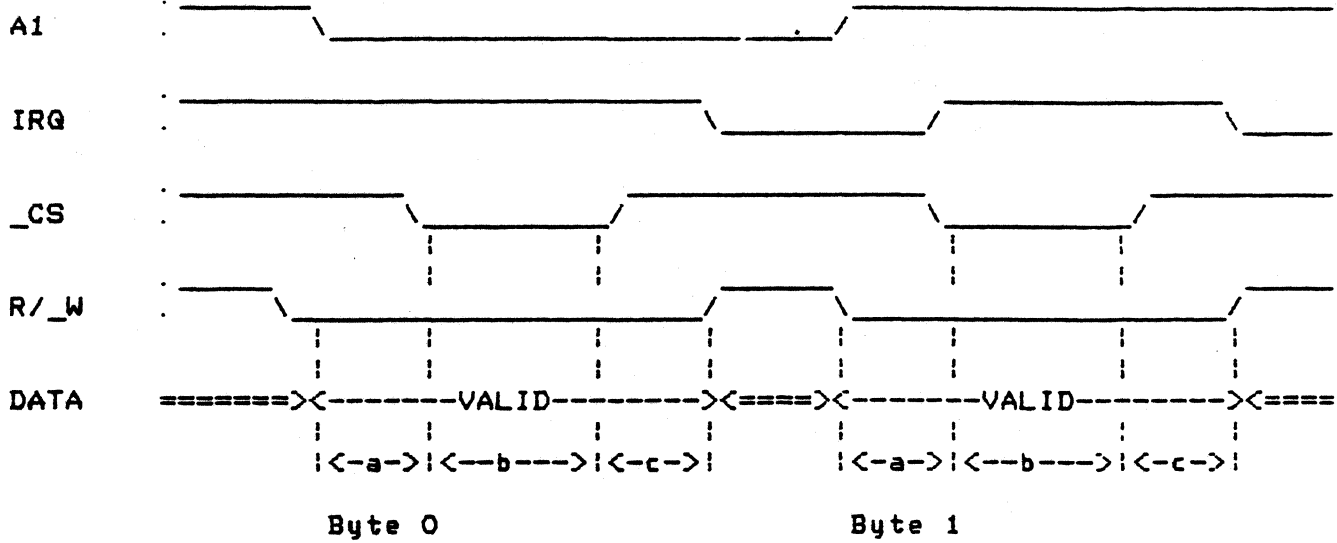 A1
IRQ
_CS
R/_W
DATA =======><-------VALID-------><====><-------VALID-------><====
|<-a->|<--b--->|<-c->| |<-a->|<--b--->|<-c->|
Byte 0 Byte 1